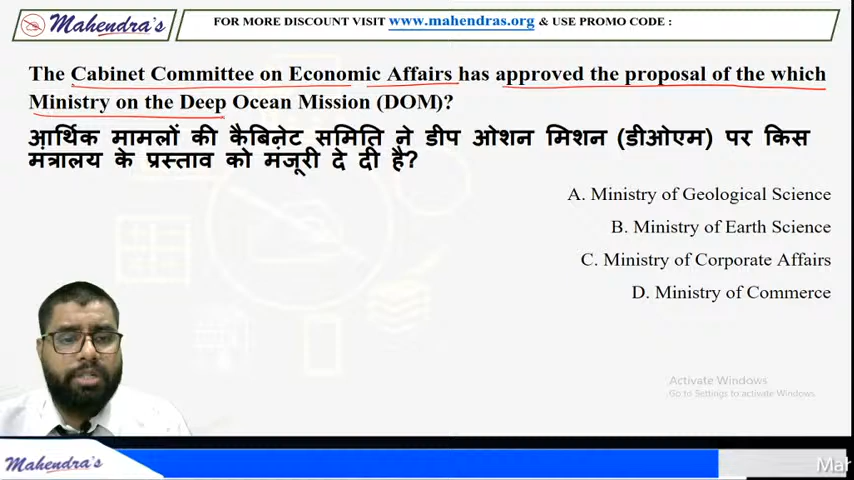 Mahendra's
FOR MORE DISCOUNT VISIT www.mahendras.org & USE PROMO CODE :
The Cabinet Committee on Economic Affairs has approved the proposal of the which
Ministry on the Deep Ocean Mission (DOM)?
आर्थिक मामलों की कैबिनेट समिति ने डीप ओशन मिशन (डीओएम) पर किस
मंत्रालय के प्रस्ताव को मंजूरी दे दी है?
A. Ministry of Geological Science
B. Ministry of Earth Science
C. Ministry of Corporate Affairs
D. Ministry of Commerce
Activate Windows
Go to Settings to activate Windows.
Mahendra's
Mah